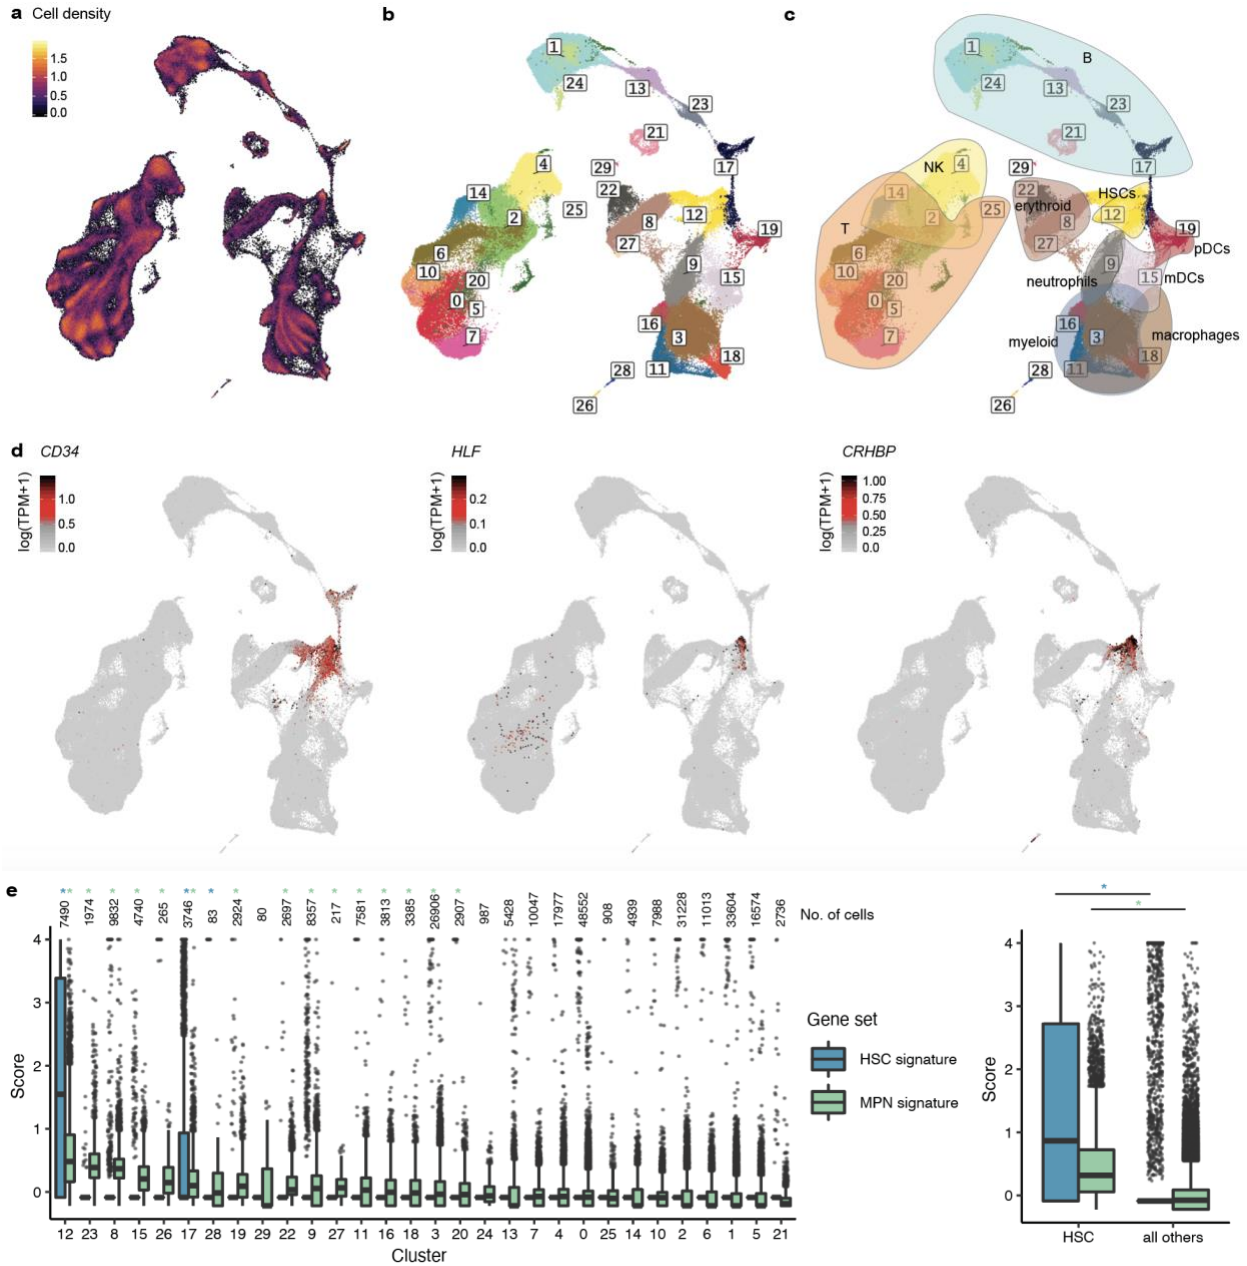 a Cell density
1.5
1.0
0.5
0.0
b
1
24
13
23
21
4
29
17
14
22
25
2
8
12
19
6
27
9
10
20
15
0
5
16
3
7
18
11
28
26
c
1
B
24
13
23
21
NK
4
29
17
14
22
HSCs
erythroid
25
T
2
8
12
19
6
27
pDCs
9
10
20
neutrophils
15
mDCs
0
5
16
3
macrophages
myeloid
7
18
11
28
26
d CD34
log(TPM+1)
1.0
0.5
0.0
HLF
log(TPM+1)
0.2
0.1
0.0
CRHBP
log(TPM+1)
1.00
0.75
0.50
0.25
0.00
e
* * * * * * * * * * * * * * * * * * *
7490 1974 9832 4740 265 3746 83 2924 80 2697 8357 217 7581 3813 3385 26906 2907 987 5428 10047 17977 48552 908 4939 7988 31228 11013 33604 16574 2736 No. of cells
4
3
2
1
0
Score
12 23 8 15 26 17 28 19 29 22 9 27 11 16 18 3 20 24 13 7 4 0 25 14 10 2 6 1 5 21
Cluster
Gene set
HSC signature
MPN signature
*
*
4
3
2
1
0
Score
HSC all others